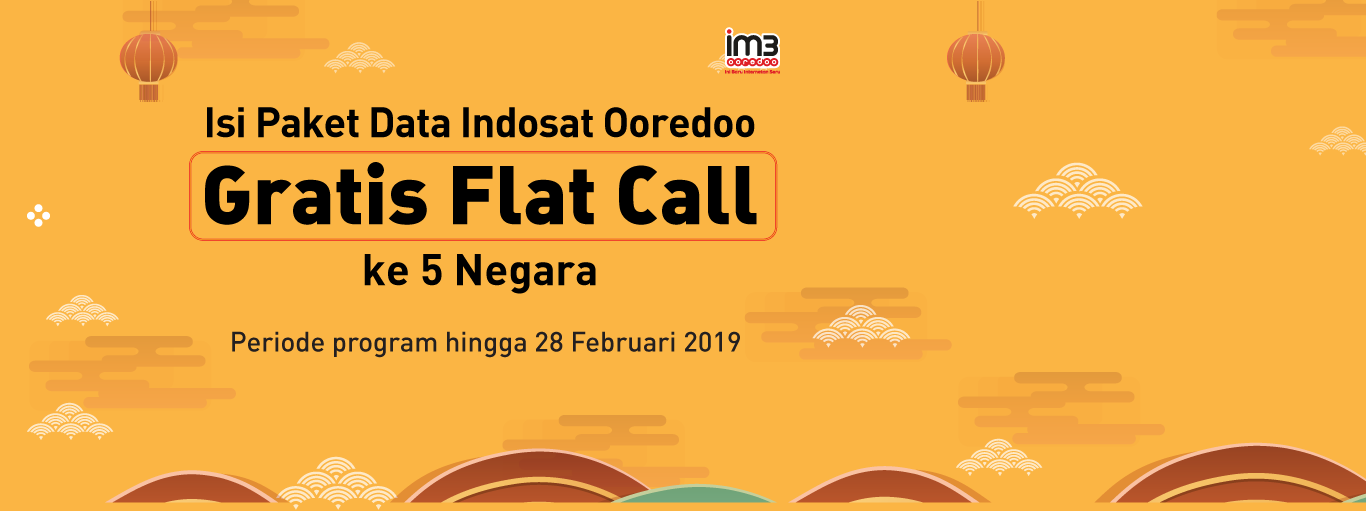 im3
ooredoo
Isi Paket Data Indosat Ooredoo
Gratis Flat Call
ke 5 Negara
Periode program hingga 28 Februari 2019